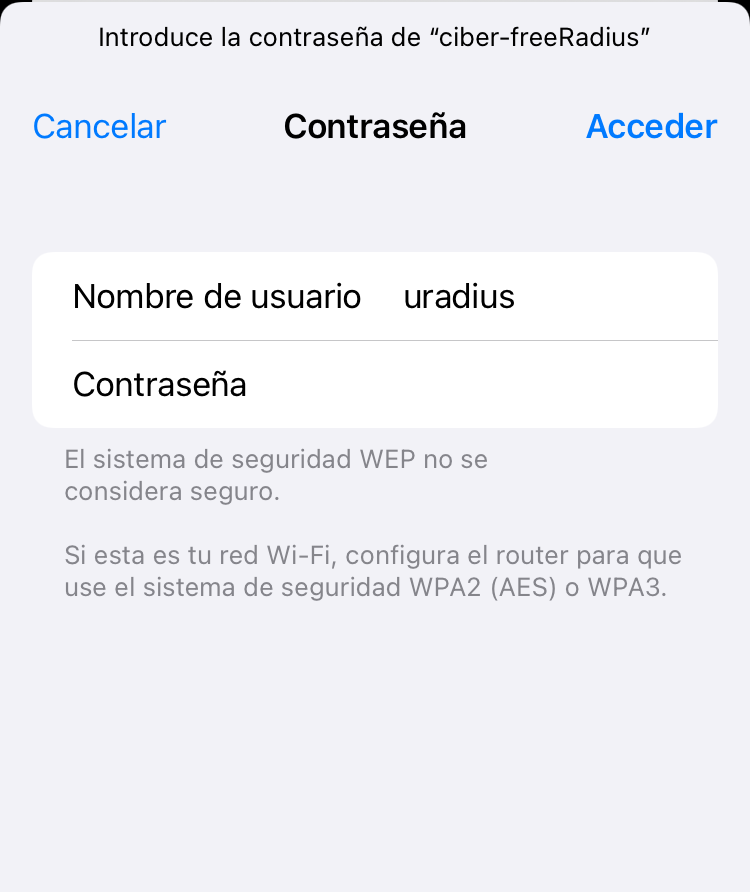 Introduce la contraseña de “ciber-freeRadius”
Cancelar Contraseña Acceder
Nombre de usuario uradius
Contraseña
El sistema de seguridad WEP no se
considera seguro.
Si esta es tu red Wi-Fi, configura el router para que
use el sistema de seguridad WPA2 (AES) o WPA3.